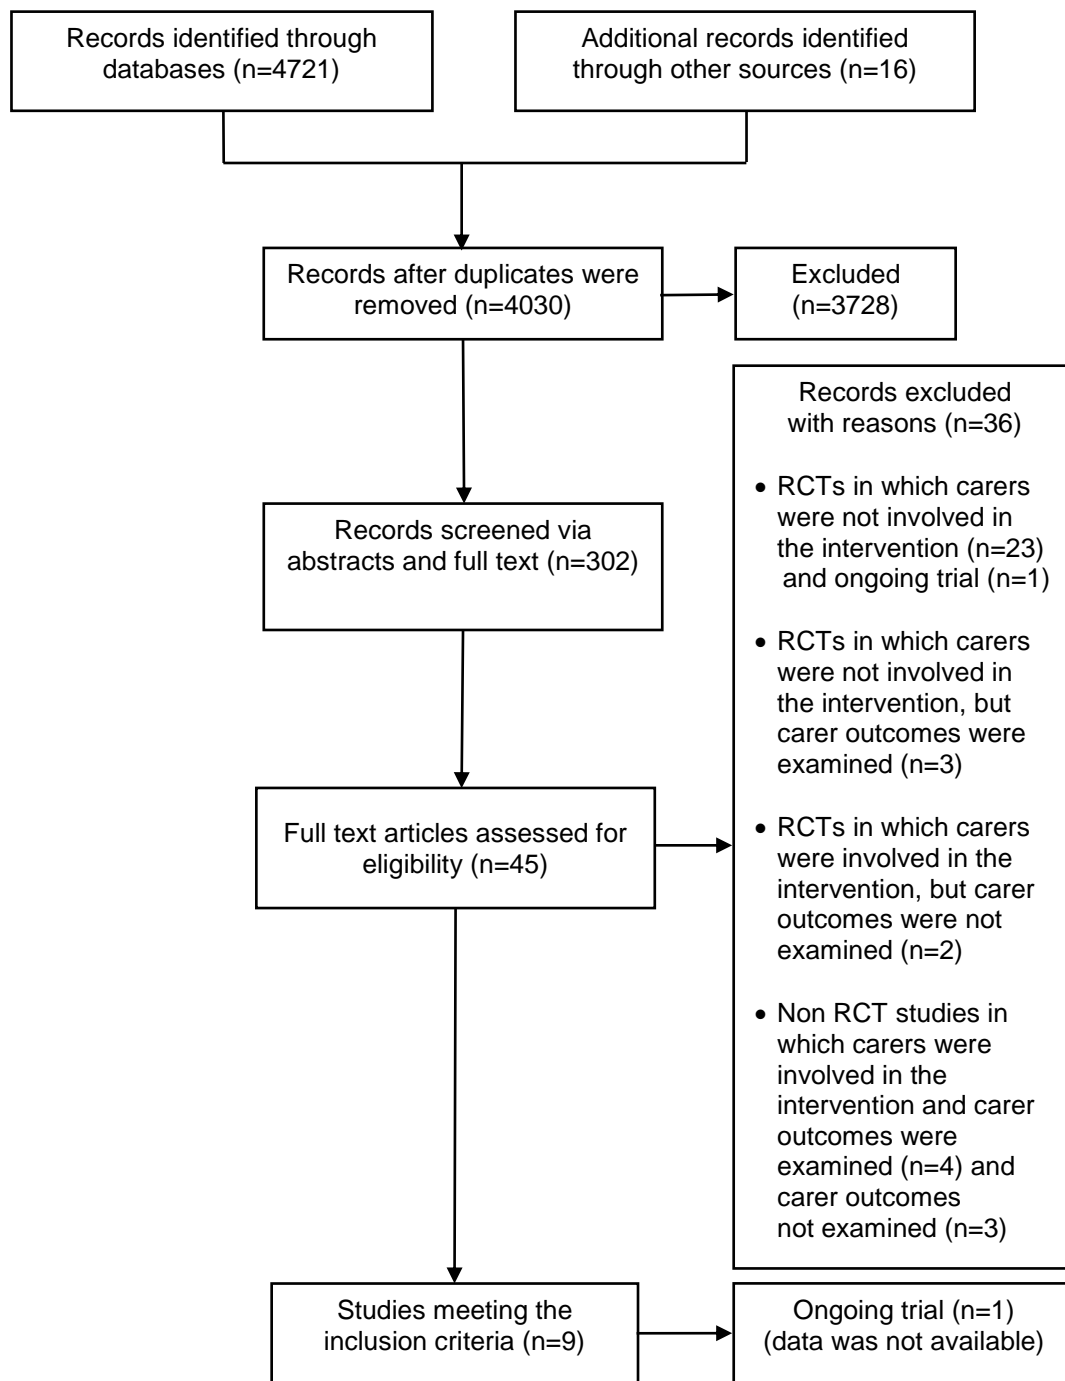 Records identified through
databases (n=4721)
Additional records identified
through other sources (n=16)
Records after duplicates were
removed (n=4030)
Excluded
(n=3728)
Records screened via
abstracts and full text (n=302)
Records excluded
with reasons (n=36)
• RCTs in which carers
were not involved in
the intervention (n=23)
and ongoing trial (n=1)
• RCTs in which carers
were not involved in
the intervention, but
carer outcomes were
examined (n=3)
• RCTs in which carers
were involved in the
intervention, but carer
outcomes were not
examined (n=2)
• Non RCT studies in
which carers were
involved in the
intervention and carer
outcomes were
examined (n=4) and
carer outcomes
not examined (n=3)
Full text articles assessed for
eligibility (n=45)
Studies meeting the
inclusion criteria (n=9)
Ongoing trial (n=1)
(data was not available)